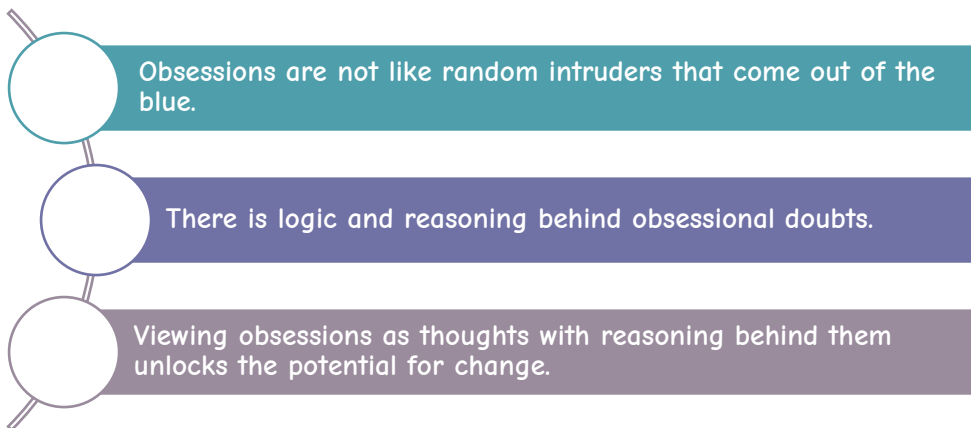 Obsessions are not like random intruders that come out of the
blue.
There is logic and reasoning behind obsessional doubts.
Viewing obsessions as thoughts with reasoning behind them
unlocks the potential for change.